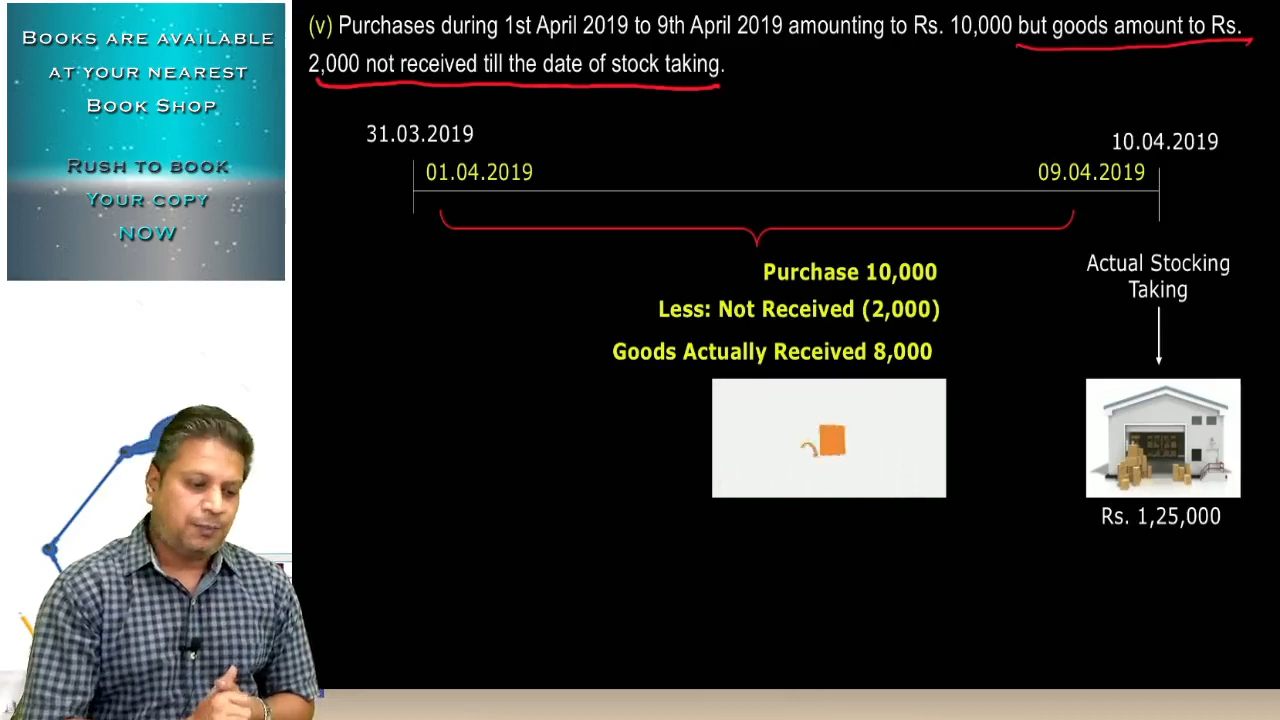 BOOKS ARE AVAILABLE
AT YOUR NEAREST
BOOK SHOP
RUSH TO BOOK
YOUR COPY
NOW
(v) Purchases during 1st April 2019 to 9th April 2019 amounting to Rs. 10,000 but goods amount to Rs.
2,000 not received till the date of stock taking.
31.03.2019
10.04.2019
01.04.2019
09.04.2019
Purchase 10,000
Less: Not Received (2,000)
Goods Actually Received 8,000
Actual Stocking
Taking
Rs. 1,25,000